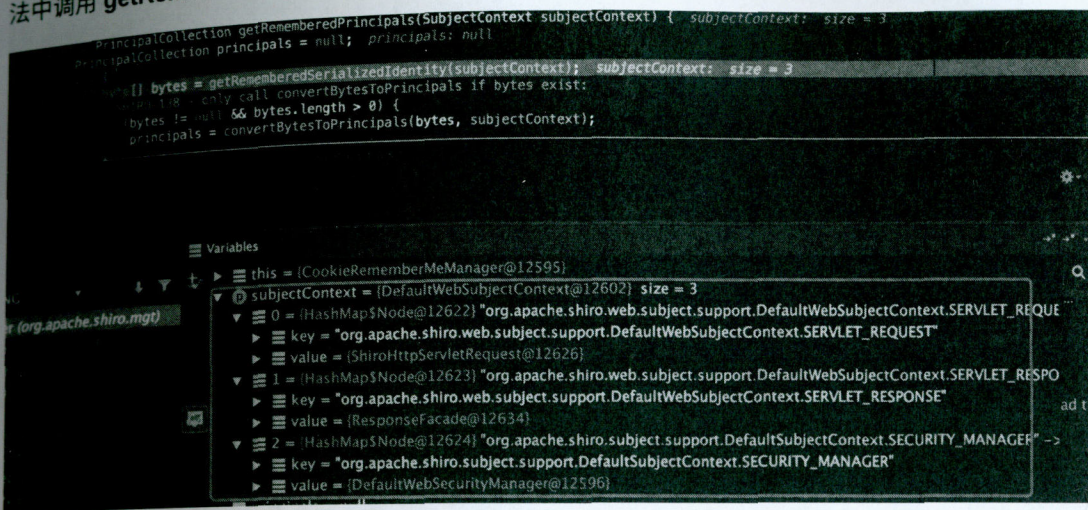 法中调用
PrincipalCollection getRememberedPrincipals(SubjectContext subjectContext) { subjectContext: size = 3
PrincipalCollection principals = null; principals: null
bytes = getRememberedSerializedIdentity(subjectContext); subjectContext: size = 3
only call convertBytesToPrincipals if bytes exist:
bytes != null && bytes.length > 0) {
principals = convertBytesToPrincipals(bytes, subjectContext);
Variables
this = {CookieRememberMeManager@12595}
subjectContext = {DefaultWebSubjectContext@12602} size = 3
0 = {HashMap$Node@12622} "org.apache.shiro.web.subject.support.DefaultWebSubjectContext.SERVLET_REQUE
key = "org.apache.shiro.web.subject.support.DefaultWebSubjectContext.SERVLET_REQUEST"
er (org.apache.shiro.mgt)
value = {ShiroHttpServletRequest@12626}
1 = {HashMap$Node@12623} "org.apache.shiro.web.subject.support.DefaultWebSubjectContext.SERVLET_RESPO
key = "org.apache.shiro.web.subject.support.DefaultWebSubjectContext.SERVLET_RESPONSE"
ad t
value = {ResponseFacade@12634}
2 = {HashMap$Node@12624} "org.apache.shiro.subject.support.DefaultSubjectContext.SECURITY_MANAGER" ->
key = "org.apache.shiro.subject.support.DefaultSubjectContext.SECURITY_MANAGER"
value = {DefaultWebSecurityManager@12596}